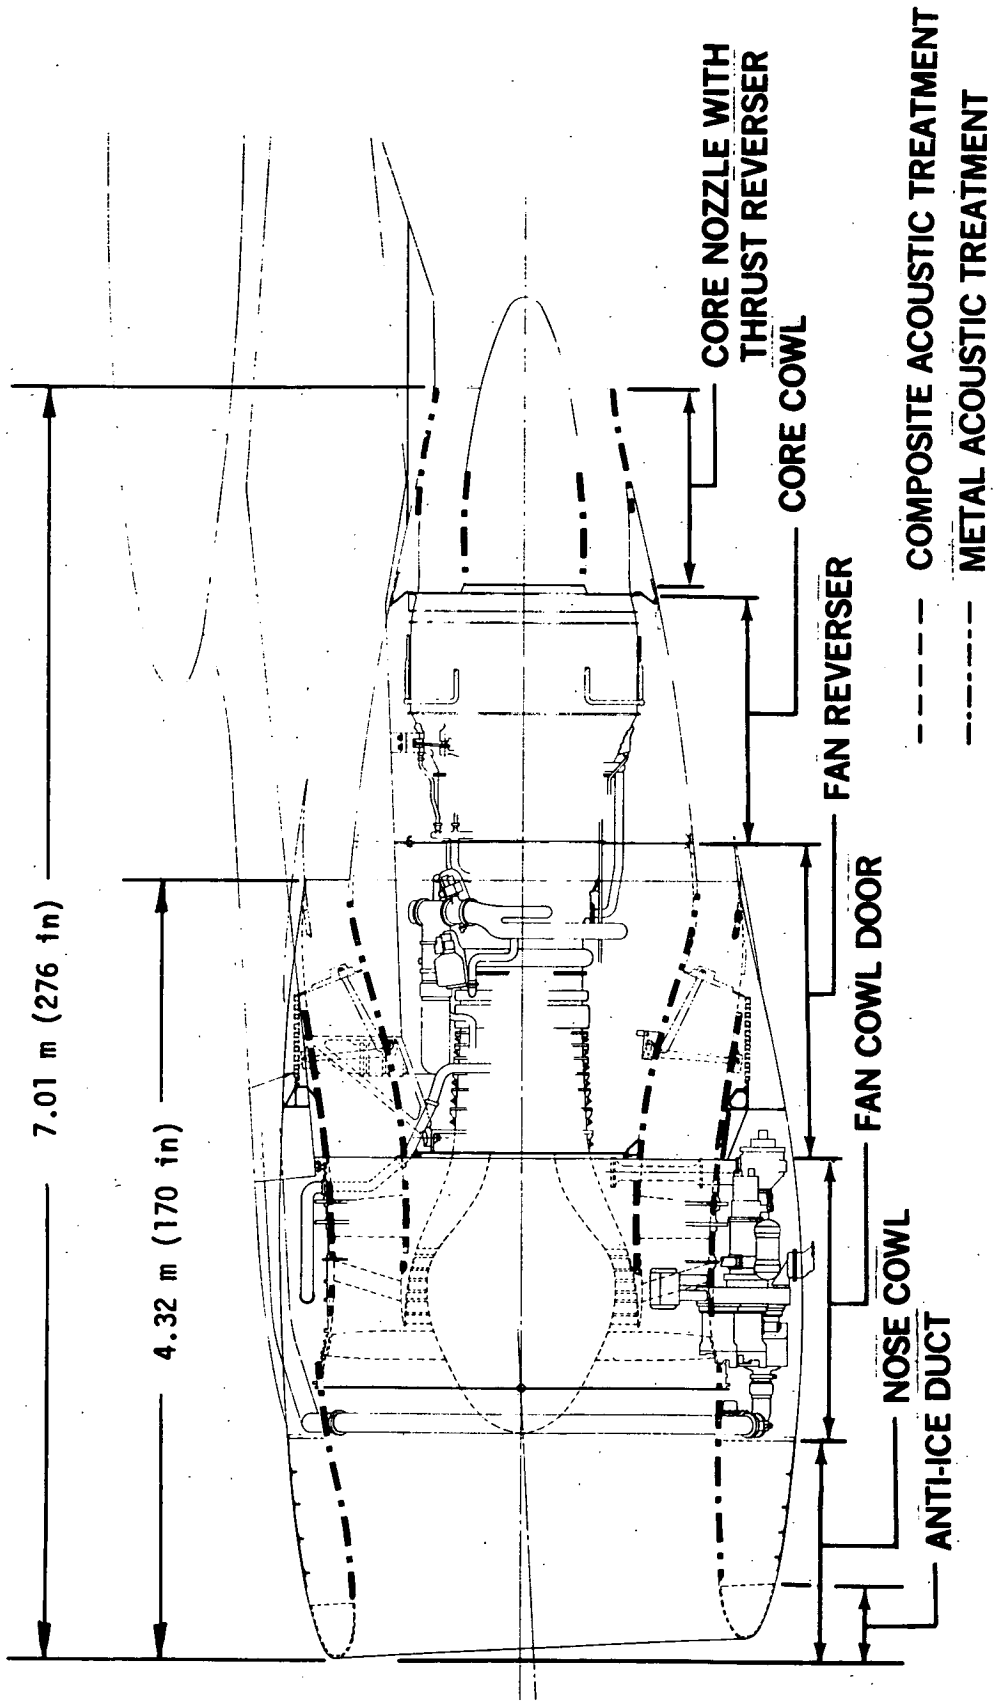 7.01 m (276 in)
4.32 m (170 in)
CORE NOZZLE WITH
THRUST REVERSER
CORE COWL
FAN REVERSER
FAN COWL DOOR
NOSE COWL
ANTI-ICE DUCT
COMPOSITE ACOUSTIC TREATMENT
METAL ACOUSTIC TREATMENT